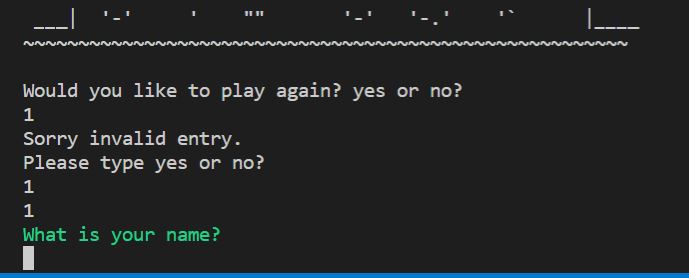 ___|  '-'     '    ""       '-'   '-.'    '`      |____
~~~~~~~~~~~~~~~~~~~~~~~~~~~~~~~~~~~~~~~~~~~~~~~~~~~~~~~
Would you like to play again? yes or no?
1
Sorry invalid entry.
Please type yes or no?
1
1
What is your name?